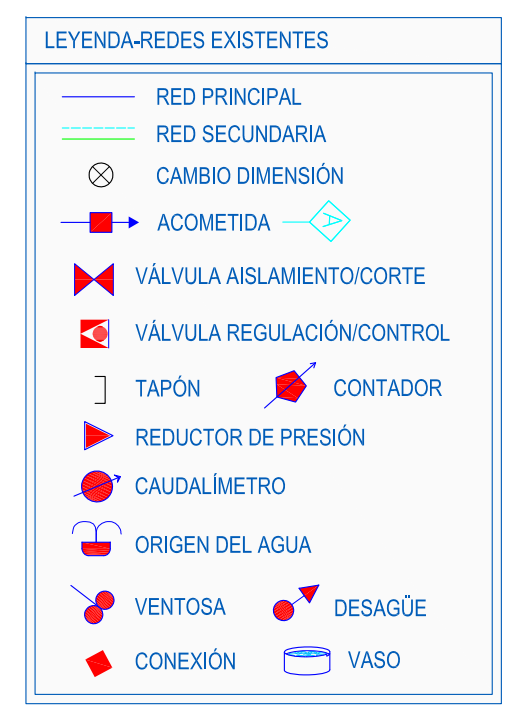 LEYENDA-REDES EXISTENTES
RED PRINCIPAL
RED SECUNDARIA
CAMBIO DIMENSIÓN
ACOMETIDA A
VÁLVULA AISLAMIENTO/CORTE
VÁLVULA REGULACIÓN/CONTROL
TAPÓN CONTADOR
REDUCTOR DE PRESIÓN
CAUDALÍMETRO
ORIGEN DEL AGUA
VENTOSA DESAGÜE
CONEXIÓN VASO